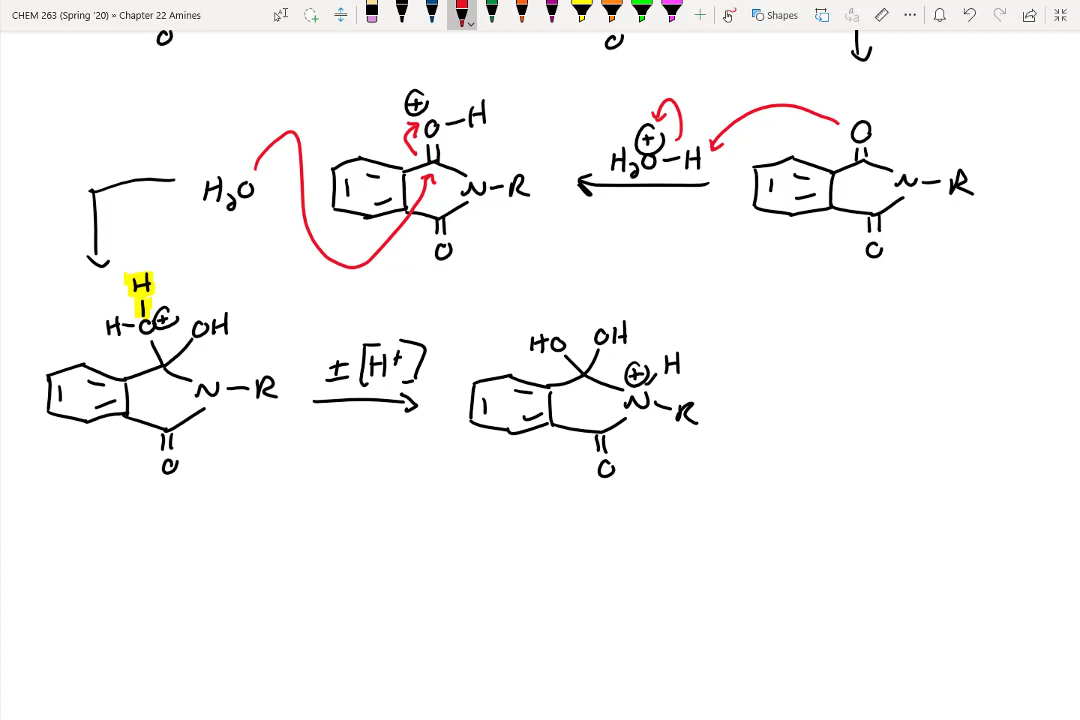 CHEM 263 (Spring '20) » Chapter 22 Amines
Shapes
O
O
⊕
O–H
N–R
O
H₂O
⊕
H₂O–H
O
N–R
O
H
H–O⊕
OH
N–R
O
± [H⁺]
HO
OH
⊕ H
N–R
O